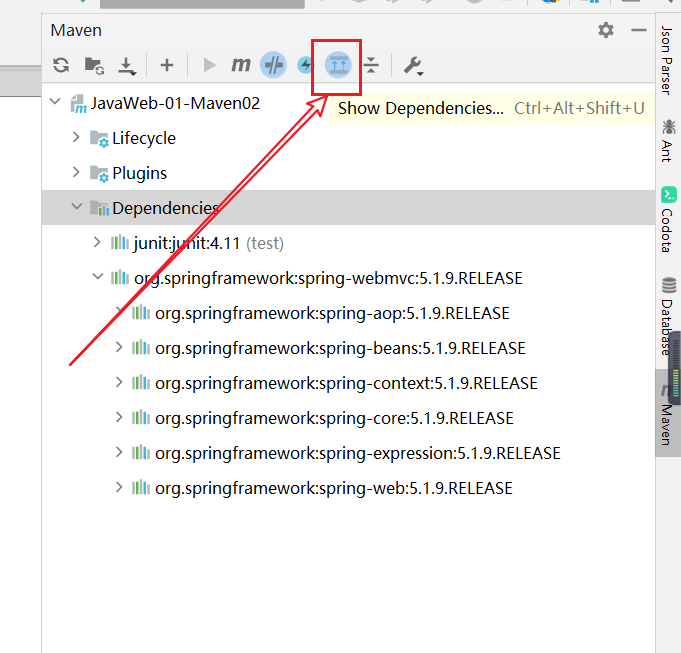 Maven
m
JavaWeb-01-Maven02
Show Dependencies... Ctrl+Alt+Shift+U
Lifecycle
Plugins
Dependencies
junit:junit:4.11 (test)
org.springframework:spring-webmvc:5.1.9.RELEASE
org.springframework:spring-aop:5.1.9.RELEASE
org.springframework:spring-beans:5.1.9.RELEASE
org.springframework:spring-context:5.1.9.RELEASE
org.springframework:spring-core:5.1.9.RELEASE
org.springframework:spring-expression:5.1.9.RELEASE
org.springframework:spring-web:5.1.9.RELEASE
Json Parser
Ant
Codota
Database
m
Maven